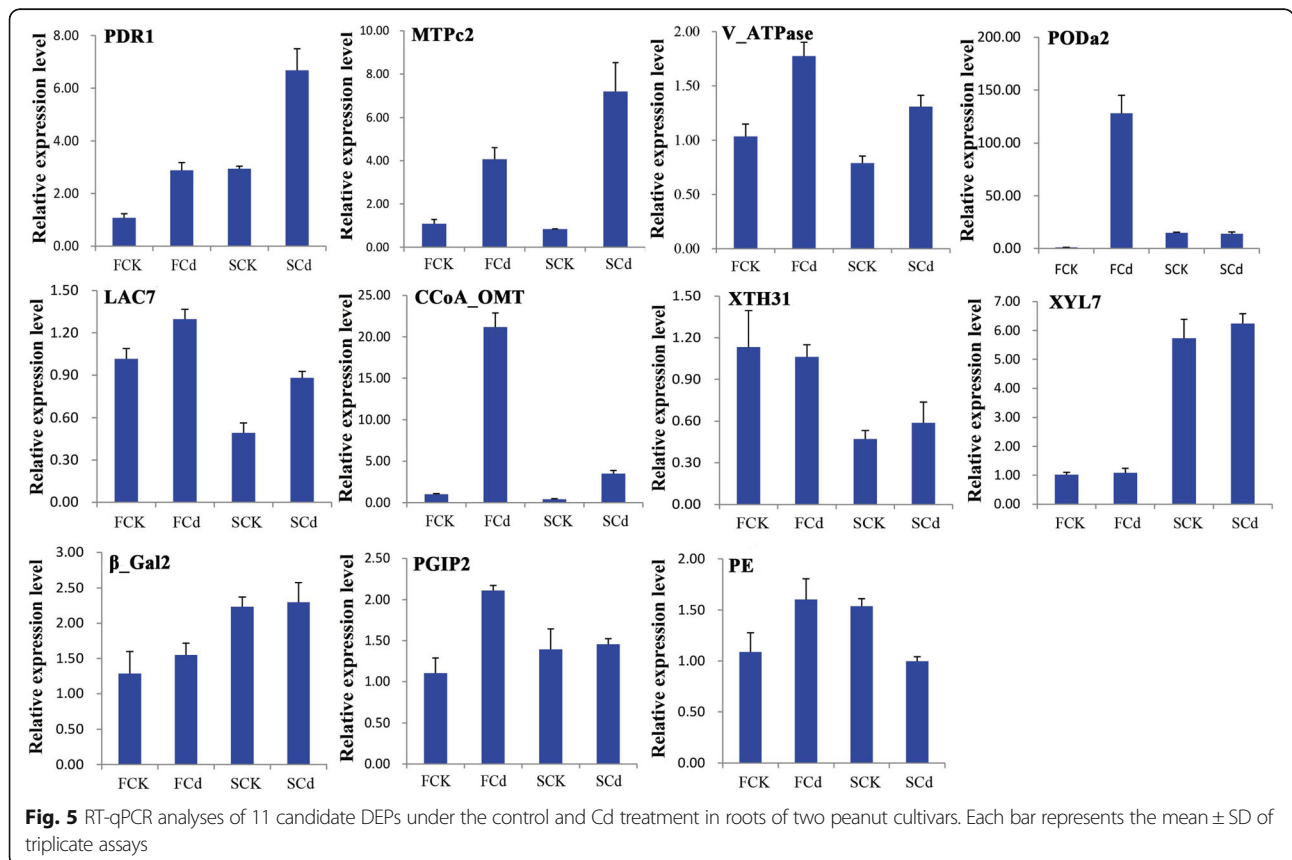 PDR1
Relative expression level
8.00
6.00
4.00
2.00
0.00
FCK FCd SCK SCd
MTPc2
Relative expression level
10.00
8.00
6.00
4.00
2.00
0.00
FCK FCd SCK SCd
V_ATPase
Relative expression level
2.00
1.50
1.00
0.50
0.00
FCK FCd SCK SCd
PODa2
Relative expression level
200.00
150.00
100.00
50.00
0.00
FCK FCd SCK SCd
LAC7
Relative expression level
1.50
1.20
0.90
0.60
0.30
0.00
FCK FCd SCK SCd
CCoA_OMT
Relative expression level
25.00
20.00
15.00
10.00
5.00
0.00
FCK FCd SCK SCd
XTH31
Relative expression level
1.50
1.20
0.90
0.60
0.30
0.00
FCK FCd SCK SCd
XYL7
Relative expression level
7.00
6.00
5.00
4.00
3.00
2.00
1.00
0.00
FCK FCd SCK SCd
β_Gal2
Relative expression level
3.00
2.50
2.00
1.50
1.00
0.50
0.00
FCK FCd SCK SCd
PGIP2
Relative expression level
2.50
2.00
1.50
1.00
0.50
0.00
FCK FCd SCK SCd
PE
Relative expression level
2.00
1.50
1.00
0.50
0.00
FCK FCd SCK SCd
Fig. 5 RT-qPCR analyses of 11 candidate DEPs under the control and Cd treatment in roots of two peanut cultivars. Each bar represents the mean ± SD of
triplicate assays